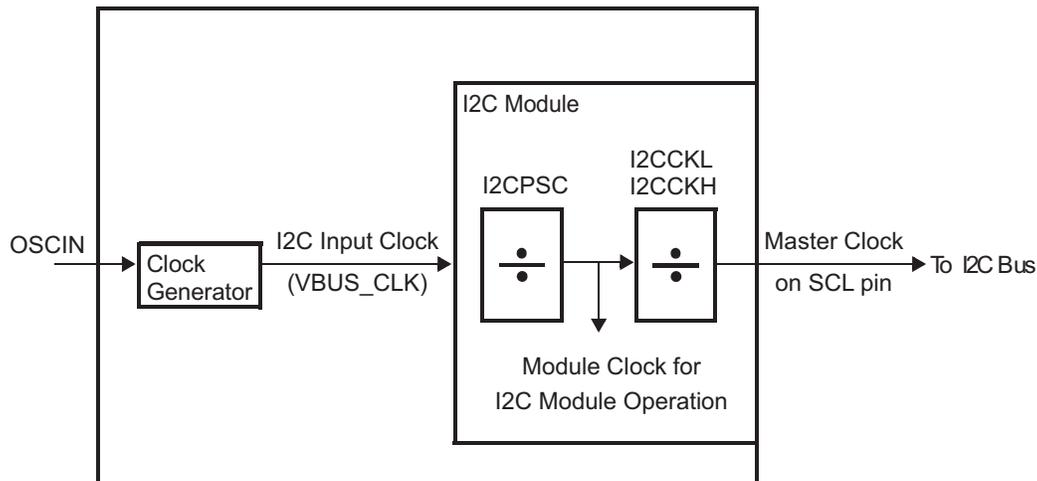 I2C Module
I2CCKL
I2CCKH
I2CPSC
OSCIN
Clock
Generator
I2C Input Clock
(VBUS_CLK)
Master Clock
on SCL pin
To I2C Bus
Module Clock for
I2C Module Operation